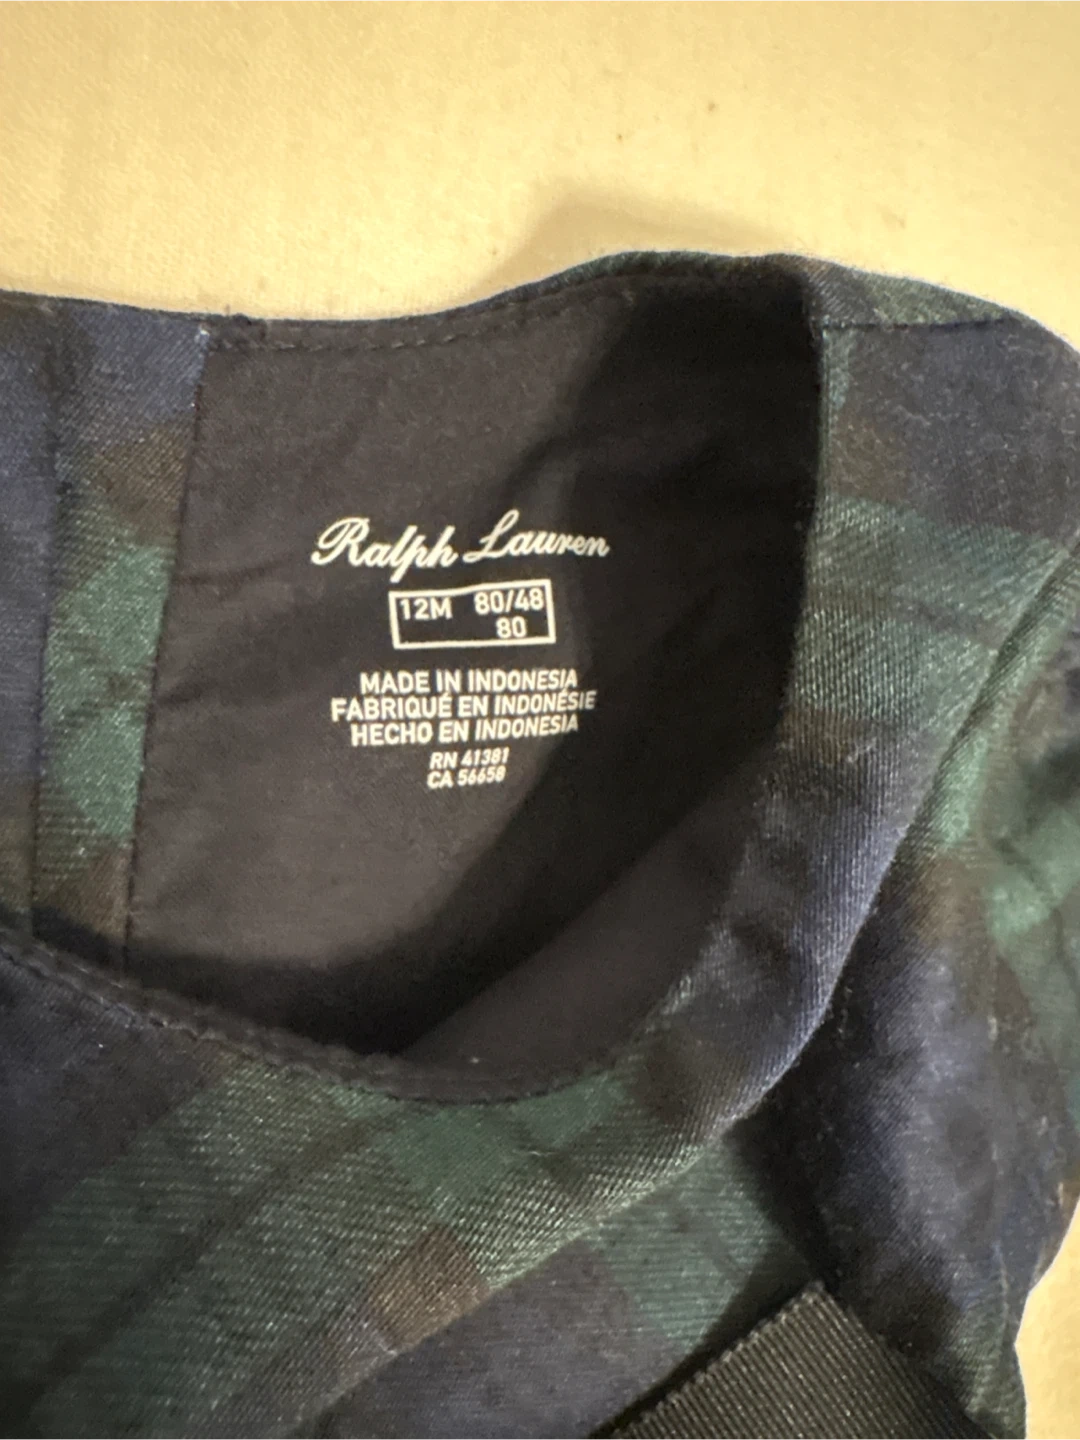 Ralph Lauren
12M 80/48
80
MADE IN INDONESIA
FABRIQUÉ EN INDONÉSIE
HECHO EN INDONESIA
RN 41381
CA 56658